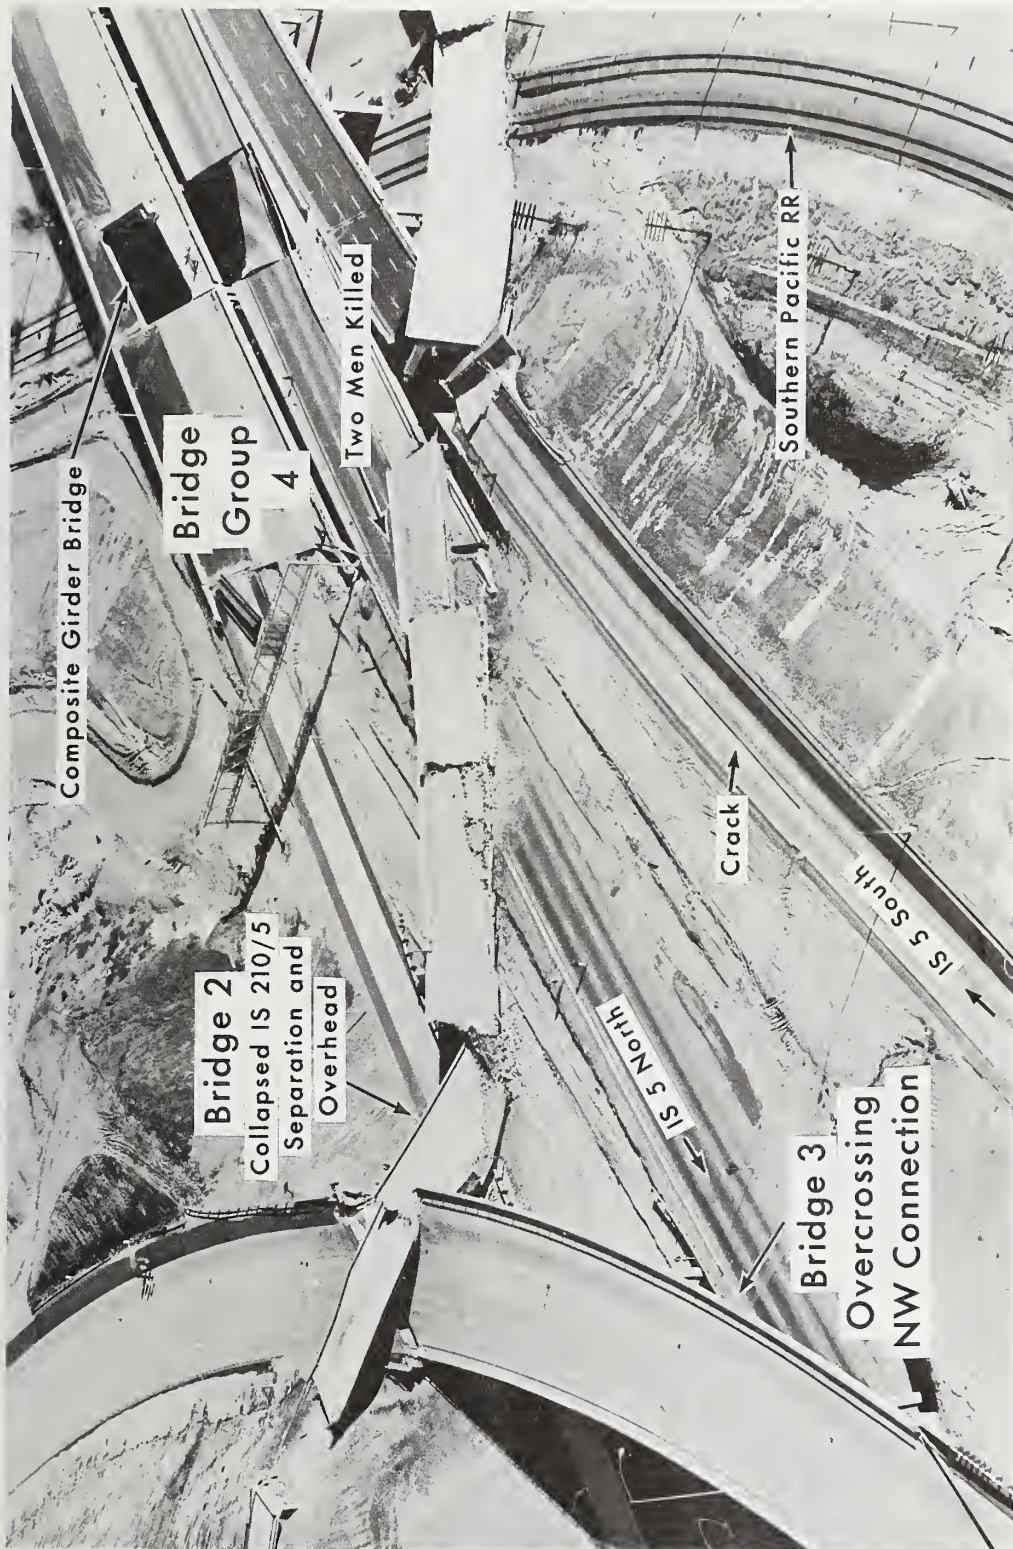 Composite Girder Bridge
Bridge
Group
4
Two Men Killed
Southern Pacific RR
Bridge 2
Collapsed IS 210/5
Separation and
Overhead
Crack
IS 5 South
IS 5 North
Bridge 3
Overcrossing
NW Connection